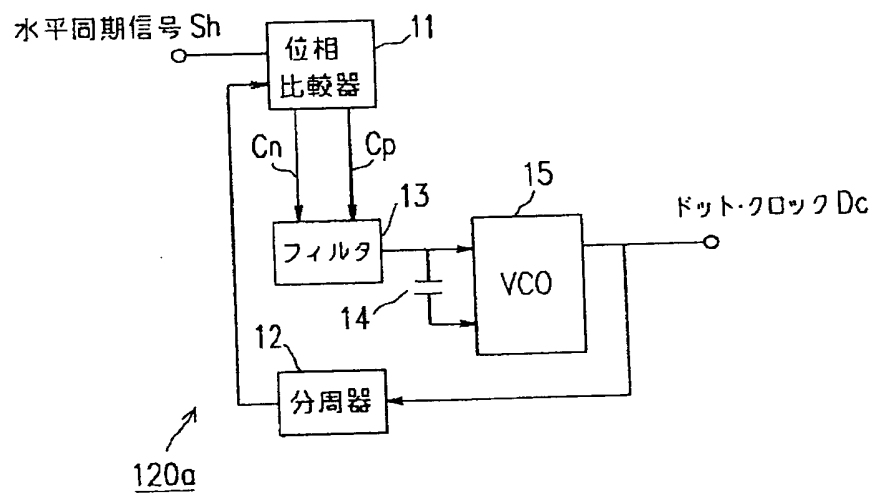 水平同期信号 Sh
位相
比較器
11
Cn
Cp
13
フィルタ
14
15
VCO
ドット・クロック Dc
12
分周器
120a